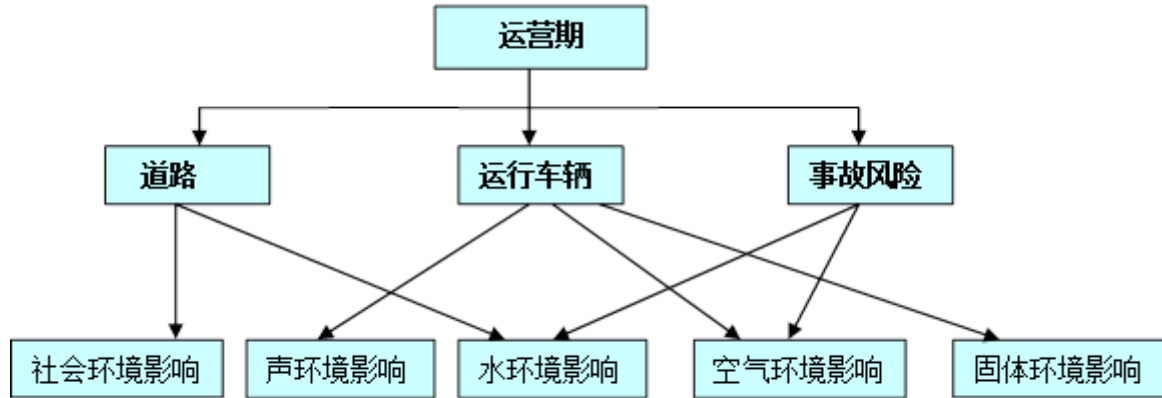 运营期
道路
运行车辆
事故风险
社会环境影响
声环境影响
水环境影响
空气环境影响
固体环境影响